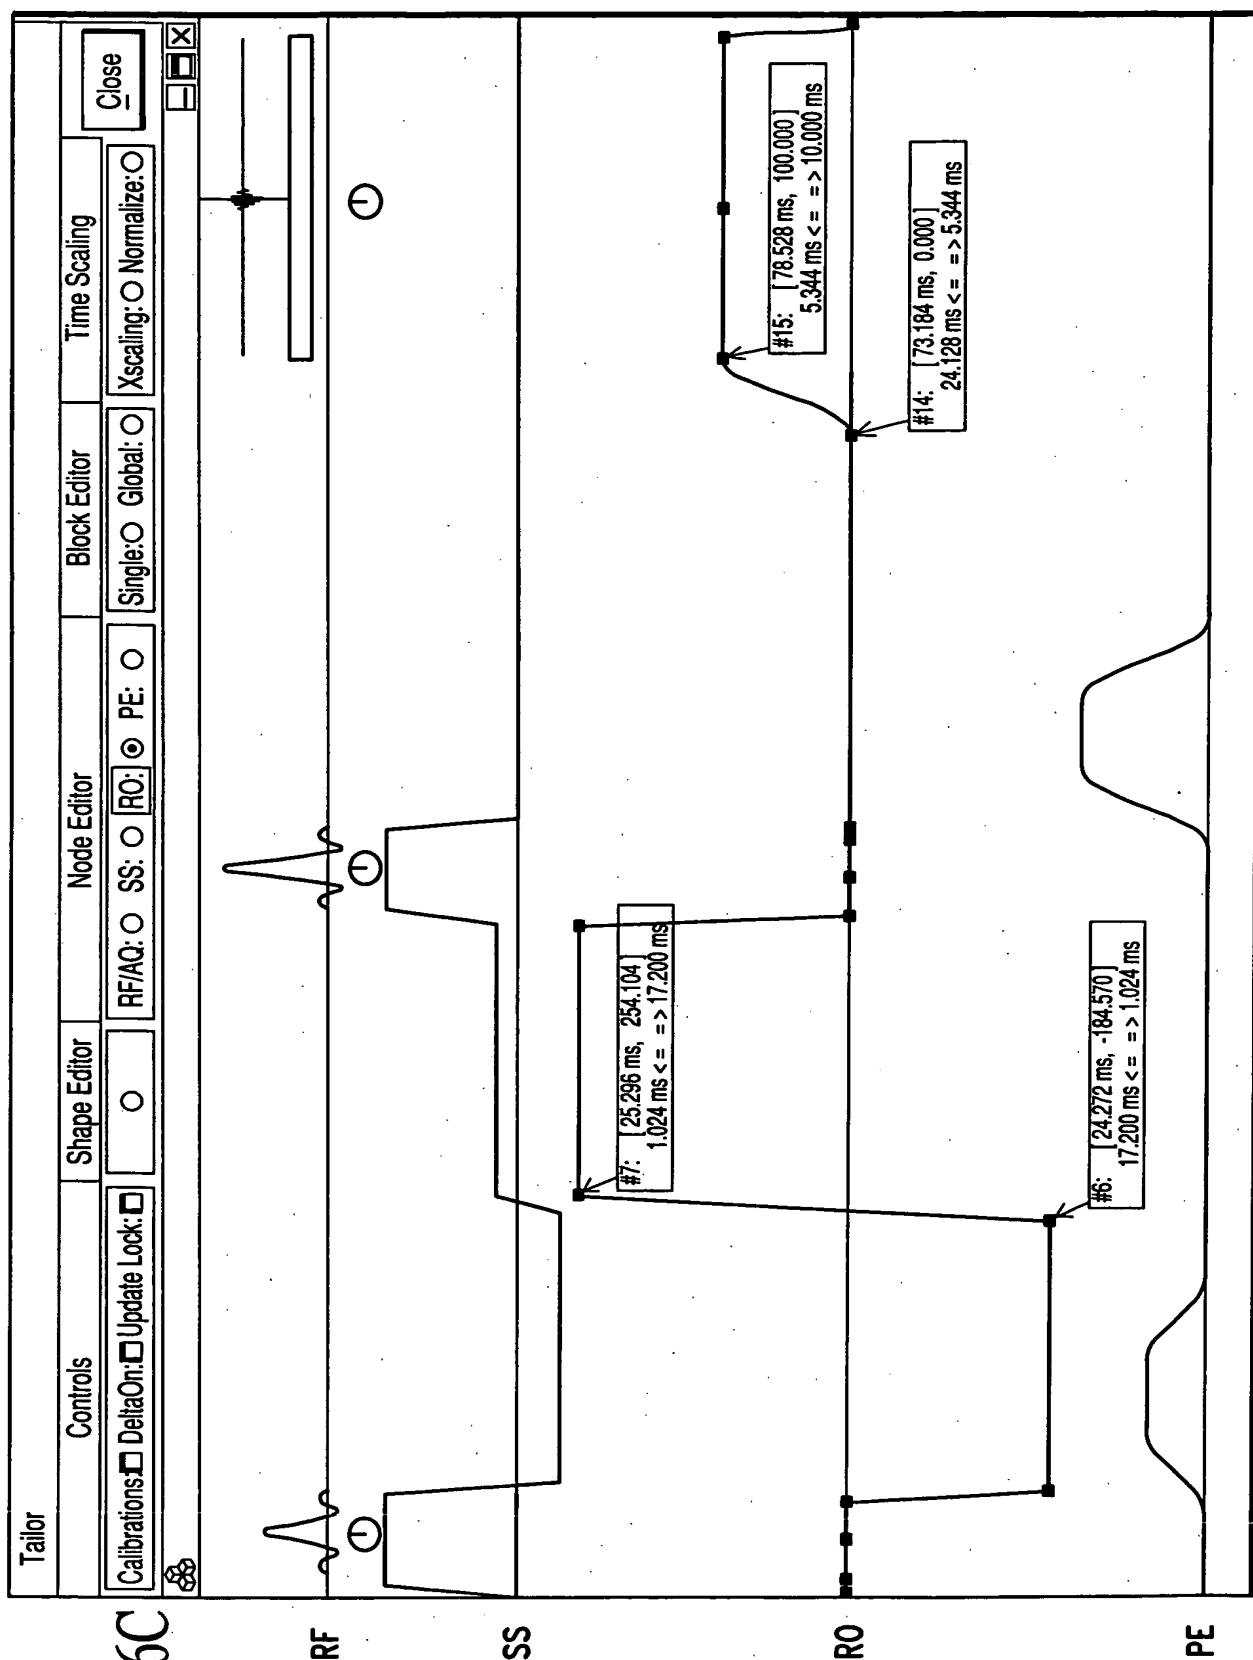 6C
Tailor
Controls Shape Editor Node Editor Block Editor Time Scaling
Calibrations: DeltaOn: Update Lock: RF/AQ: SS: RO: PE: Single: Global: Xscaling: Normalize: Close
RF
SS
RO
PE
#7: [ 25.296 ms, 254.104]
1.024 ms < = = > 17.200 ms
#6: [ 24.272 ms, -184.570]
17.200 ms < = = > 1.024 ms
#15: [ 78.528 ms, 100.000 ]
5.344 ms < = = > 10.000 ms
#14: [ 73.184 ms, 0.000 ]
24.128 ms < = = > 5.344 ms